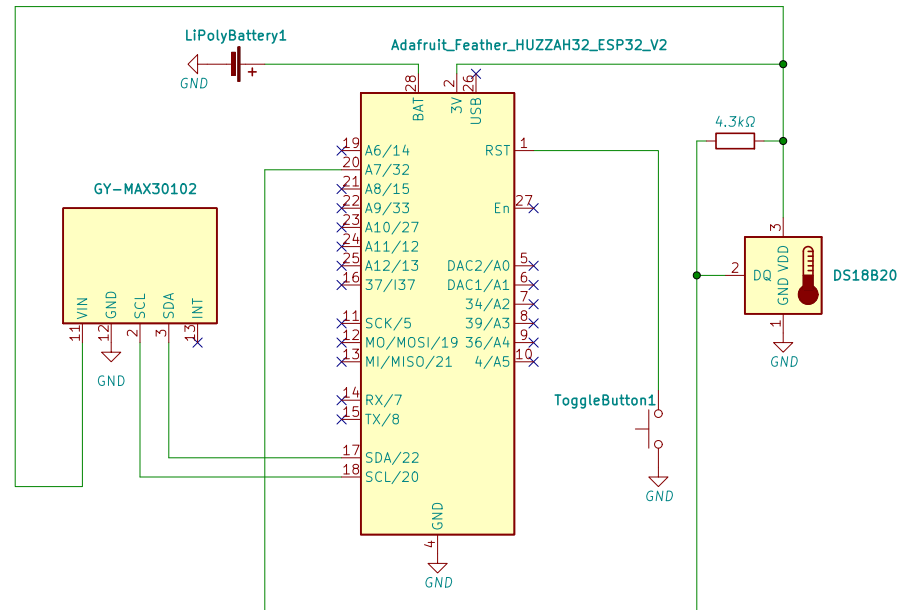 LiPolyBattery1
+
GND
Adafruit_Feather_HUZZAH32_ESP32_V2
28
2
26
BAT
3V
USB
4.3kΩ
19 A6/14
20 A7/32
21 A8/15
22 A9/33
23 A10/27
24 A11/12
25 A12/13
16 37/I37
11 SCK/5
12 MO/MOSI/19
13 MI/MISO/21
14 RX/7
15 TX/8
17 SDA/22
18 SCL/20
RST 1
En 27
DAC2/A0 5
DAC1/A1 6
34/A2 7
39/A3 8
36/A4 9
4/A5 10
GND
4
GND
GY-MAX30102
VIN
GND
SCL
SDA
INT
11
12
2
3
13
GND
3
VDD
2 DQ
GND
1
DS18B20
GND
ToggleButton1
GND